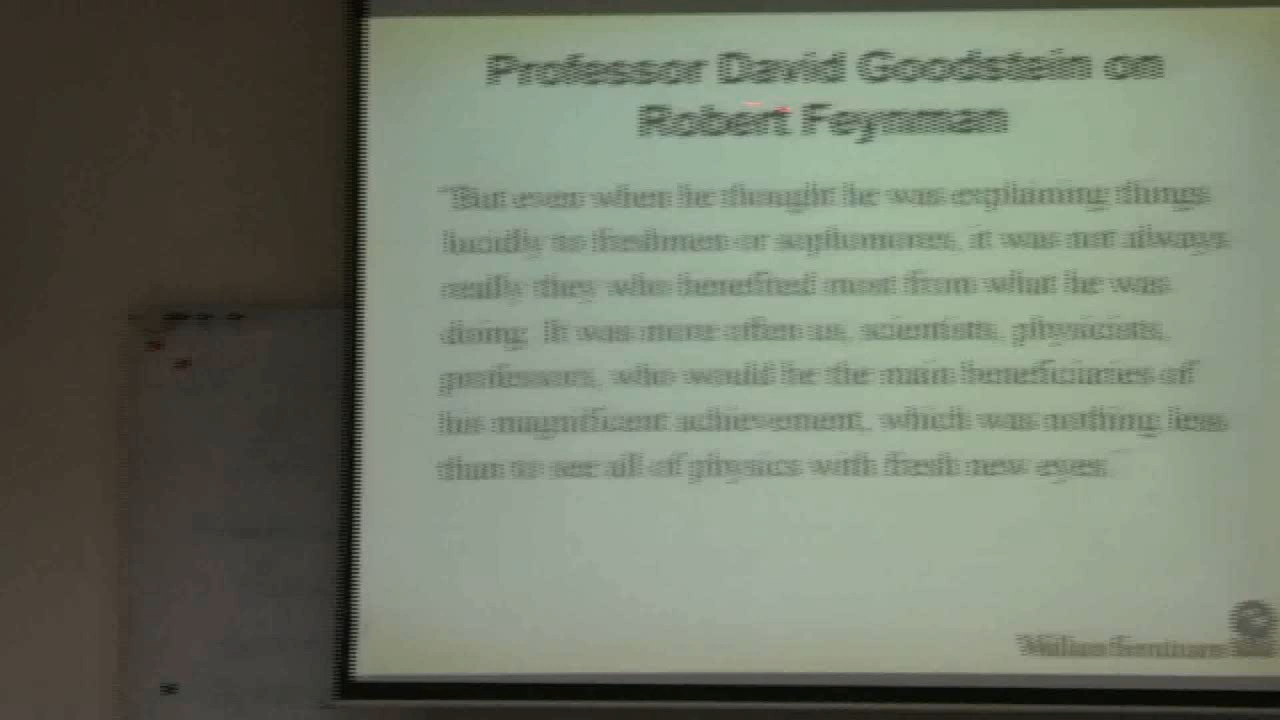 Professor David Goodstein on
Robert Feynman
"But even when he thought he was explaining things
lucidly to freshmen or sophomores, it was not always
really they who benefited most from what he was
doing. It was more often us, scientists, physicists,
professors, who would be the main beneficiaries of
his magnificent achievement, which was nothing less
than to see all of physics with fresh new eyes.